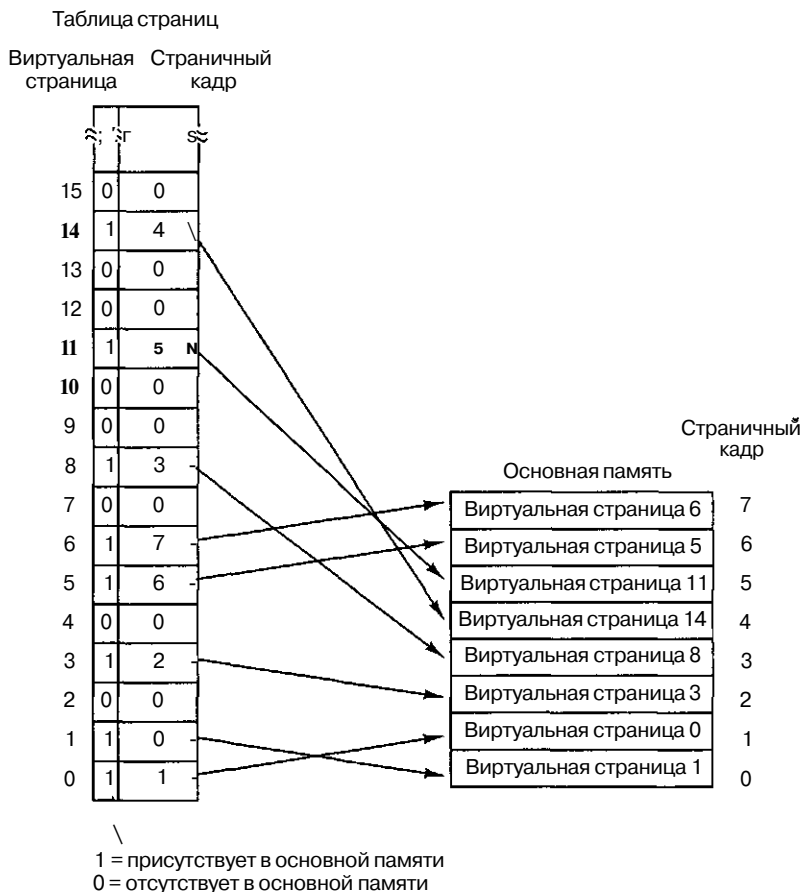 Таблица страниц
Виртуальная страница
Страничный кадр
15 0 0
14 1 4
13 0 0
12 0 0
11 1 5
10 0 0
9 0 0
8 1 3
7 0 0
6 1 7
5 1 6
4 0 0
3 1 2
2 0 0
1 1 0
0 1 1
Страничный кадр
Основная память
Виртуальная страница 6 7
Виртуальная страница 5 6
Виртуальная страница 11 5
Виртуальная страница 14 4
Виртуальная страница 8 3
Виртуальная страница 3 2
Виртуальная страница 0 1
Виртуальная страница 1 0
1 = присутствует в основной памяти
0 = отсутствует в основной памяти